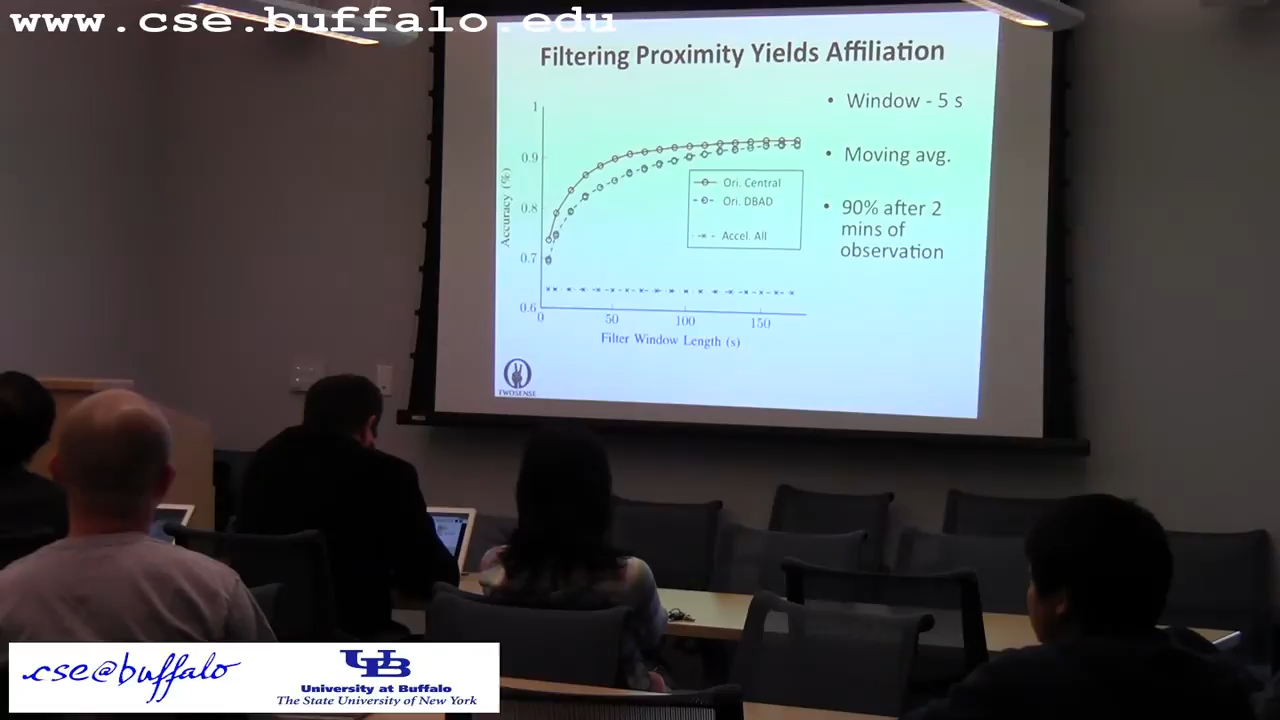 www.cse.buffalo.edu
Filtering Proximity Yields Affiliation
• Window - 5 s
• Moving avg.
• 90% after 2
mins of
observation
Accuracy (%)
1
0.9
0.8
0.7
0.6
Ori. Central
Ori. DBAD
Accel. All
0
50
100
150
Filter Window Length (s)
TWOSENSE
cse@buffalo
UB
University at Buffalo
The State University of New York